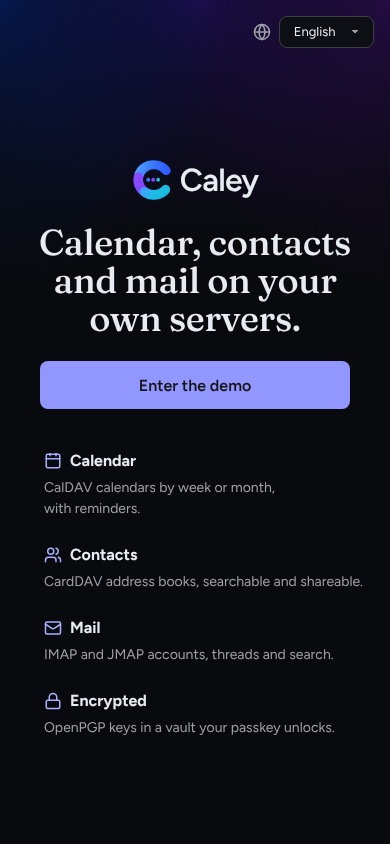 English
Caley
Calendar, contacts
and mail on your
own servers.
Enter the demo
Calendar
CalDAV calendars by week or month,
with reminders.
Contacts
CardDAV address books, searchable and shareable.
Mail
IMAP and JMAP accounts, threads and search.
Encrypted
OpenPGP keys in a vault your passkey unlocks.